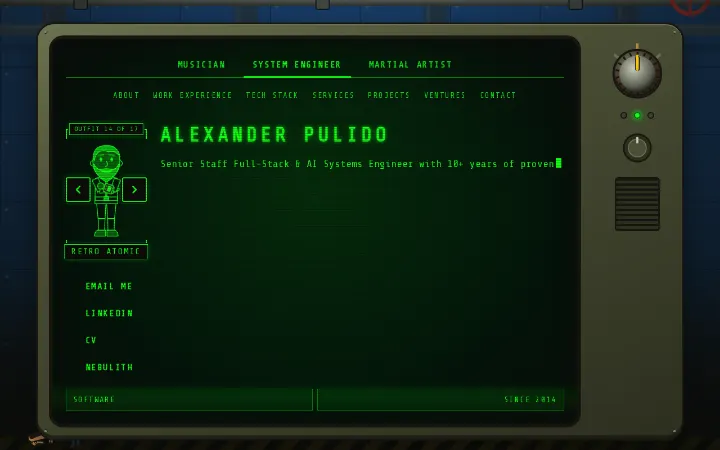 MUSICIAN SYSTEM ENGINEER MARTIAL ARTIST
ABOUT WORK EXPERIENCE TECH STACK SERVICES PROJECTS VENTURES CONTACT
OUTFIT 14 OF 17
ALEXANDER PULIDO
Senior Staff Full-Stack & AI Systems Engineer with 10+ years of proven
RETRO ATOMIC
EMAIL ME
LINKEDIN
CV
NEBULITH
SOFTWARE SINCE 2014